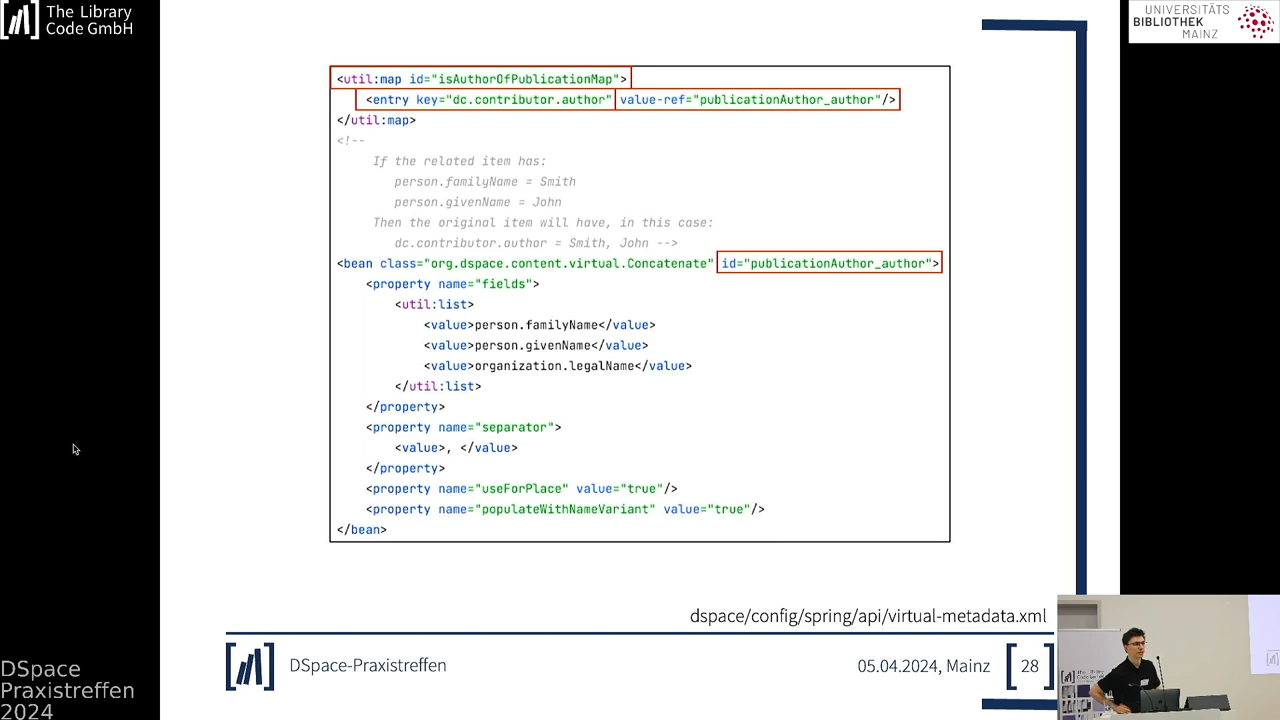 The Library
Code GmbH
UNIVERSITÄTS
BIBLIOTHEK
MAINZ
<util:map id="isAuthorOfPublicationMap">
<entry key="dc.contributor.author" value-ref="publicationAuthor_author"/>
</util:map>
<!--
If the related item has:
person.familyName = Smith
person.givenName = John
Then the original item will have, in this case:
dc.contributor.author = Smith, John -->
<bean class="org.dspace.content.virtual.Concatenate" id="publicationAuthor_author">
<property name="fields">
<util:list>
<value>person.familyName</value>
<value>person.givenName</value>
<value>organization.legalName</value>
</util:list>
</property>
<property name="separator">
<value>, </value>
</property>
<property name="useForPlace" value="true"/>
<property name="populateWithNameVariant" value="true"/>
</bean>
dspace/config/spring/api/virtual-metadata.xml
DSpace-Praxistreffen
05.04.2024, Mainz
28
DSpace
Praxistreffen
2024